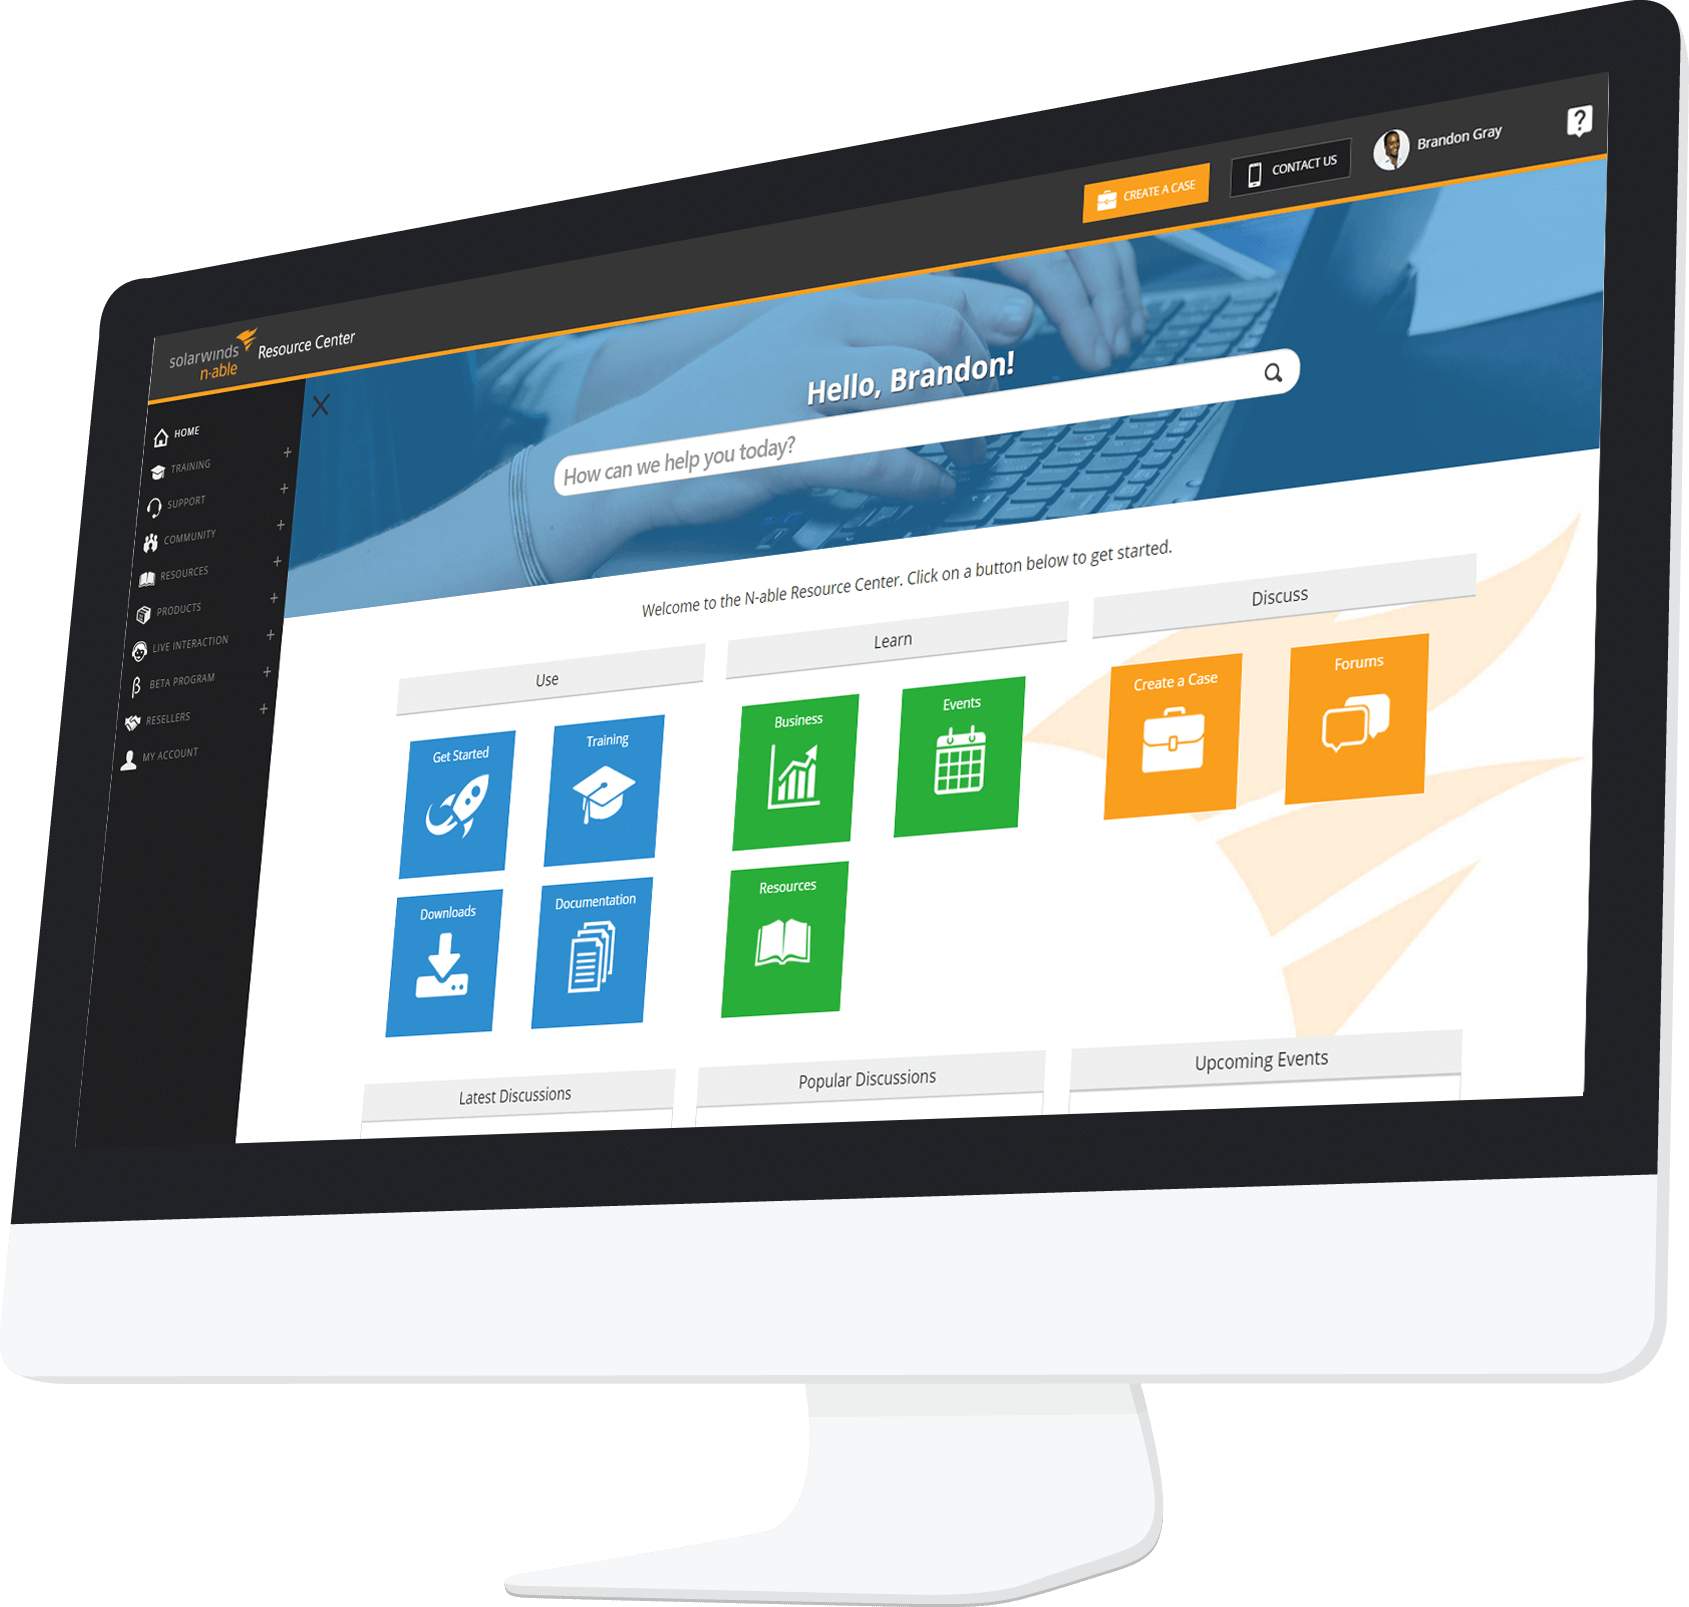 solarwinds
n-able
Resource Center
CREATE A CASE
CONTACT US
Brandon Gray
?
X
HOME
TRAINING +
SUPPORT +
COMMUNITY +
RESOURCES +
PRODUCTS +
LIVE INTERACTION +
β BETA PROGRAM +
RESELLERS +
MY ACCOUNT
Hello, Brandon!
How can we help you today?
Welcome to the N-able Resource Center. Click on a button below to get started.
Use
Learn
Discuss
Get Started
Training
Business
Events
Create a Case
Forums
Downloads
Documentation
Resources
Latest Discussions
Popular Discussions
Upcoming Events